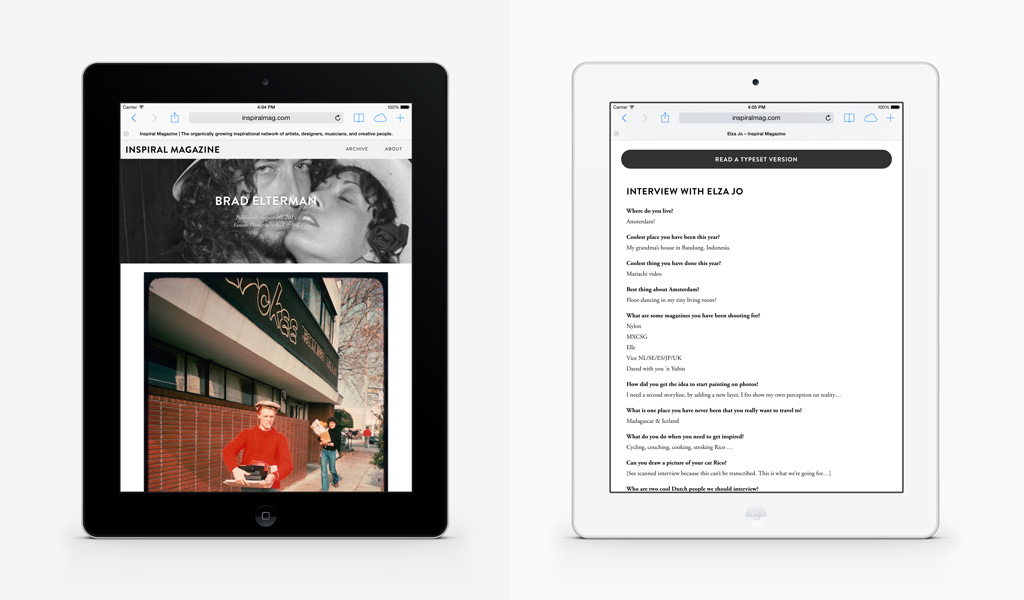 Carrier
4:04 PM
100%
inspiralmag.com
Inspiral Magazine | The organically growing inspirational network of artists, designers, musicians, and creative people.
INSPIRAL MAGAZINE
ARCHIVE
ABOUT
BRAD ELTERMAN
Carrier
4:05 PM
100%
inspiralmag.com
Elza Jo – Inspiral Magazine
READ A TYPESET VERSION
INTERVIEW WITH ELZA JO
Where do you live?
Amsterdam!
Coolest place you have been this year?
My grandma's house in Bandung, Indonesia.
Coolest thing you have done this year?
Mariachi video
Best thing about Amsterdam?
Floor-dancing in my tiny living room!
What are some magazines you have been shooting for?
Nylon
MXCSG
Elle
Vice NL/SE/ES/JP/UK
Dazed with you 'n Yubin
How did you get the idea to start painting on photos?
I need a second storyline, by adding a new layer, I fro show my own perception on reality…
What is one place you have never been that you really want to travel to?
Madagascar & Iceland
What do you do when you need to get inspired?
Cycling, couching, cooking, stroking Rico …
Can you draw a picture of your cat Rico?
[See scanned interview because this can't be transcribed. This is what we're going for…]
Who are two cool Dutch people we should interview?